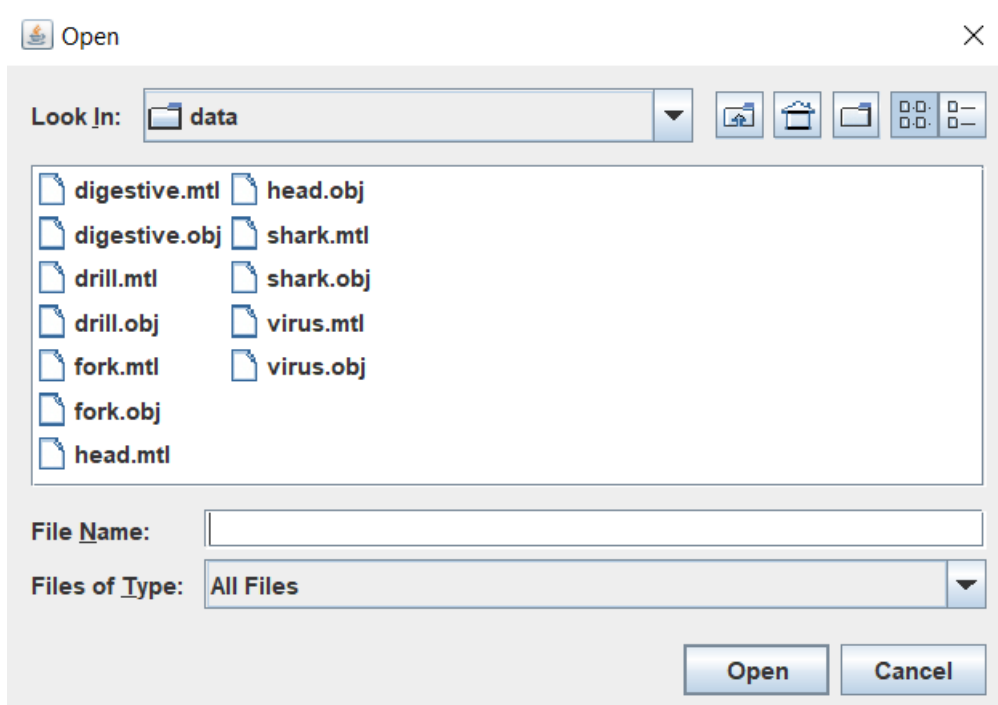 Open
Look In: data
digestive.mtl
digestive.obj
drill.mtl
drill.obj
fork.mtl
fork.obj
head.mtl
head.obj
shark.mtl
shark.obj
virus.mtl
virus.obj
File Name:
Files of Type: All Files
Open Cancel